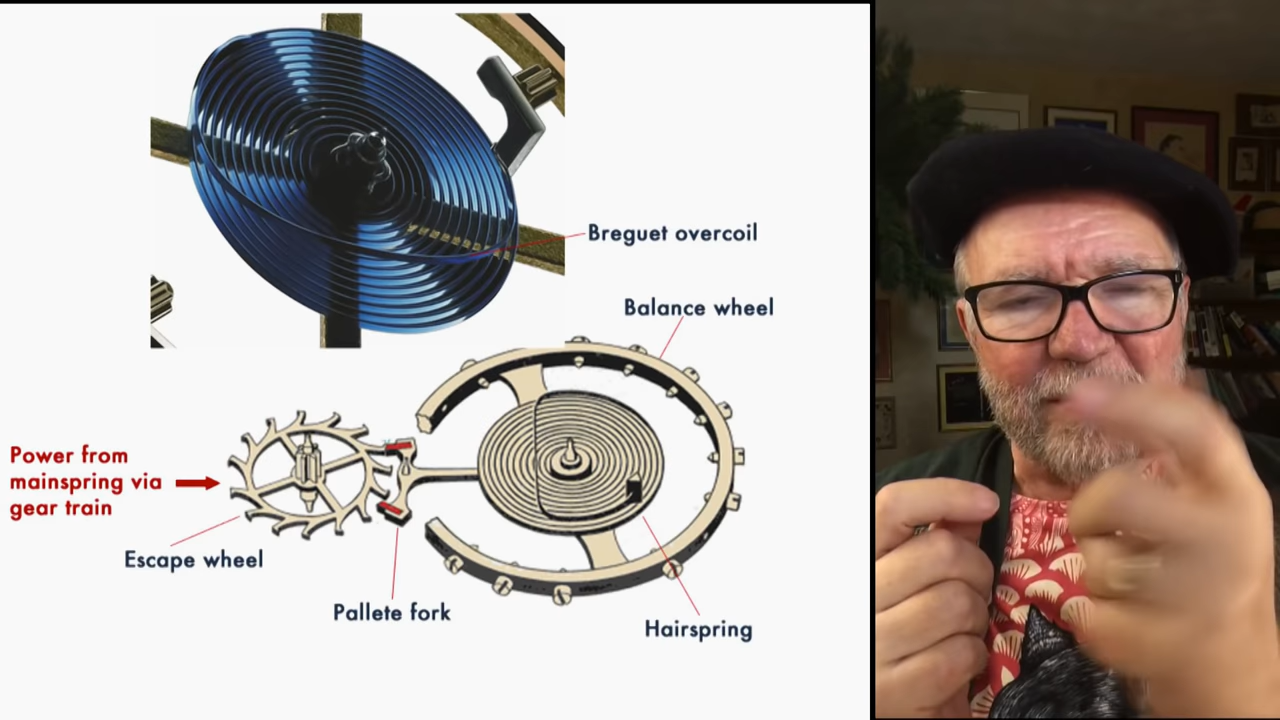 Breguet overcoil
Balance wheel
Power from
mainspring via
gear train
Escape wheel
Pallete fork
Hairspring